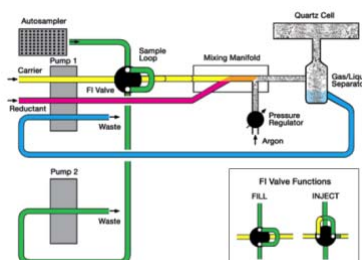 Autosampler
Quartz Cell
Pump 1
Sample
Loop
Mixing Manifold
Carrier
FI Valve
Gas/Liquid
Separator
Reductant
Waste
Pressure
Regulator
Argon
Pump 2
Waste
FI Valve Functions
FILL
INJECT